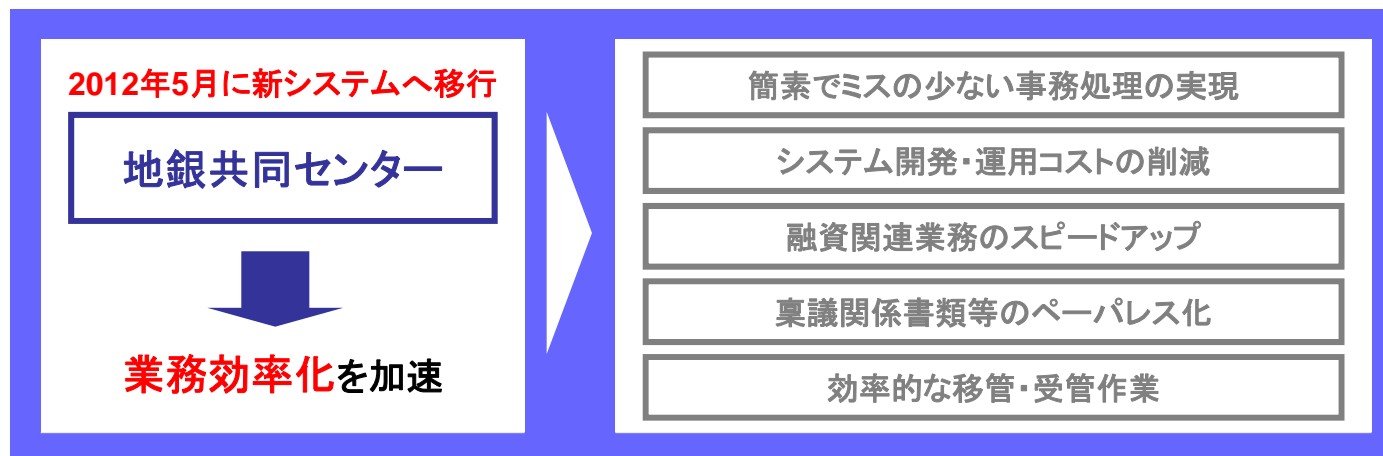 2012年5月に新システムへ移行
地銀共同センター
業務効率化を加速
簡素でミスの少ない事務処理の実現
システム開発・運用コストの削減
融資関連業務のスピードアップ
稟議関係書類等のペーパレス化
効率的な移管・受管作業